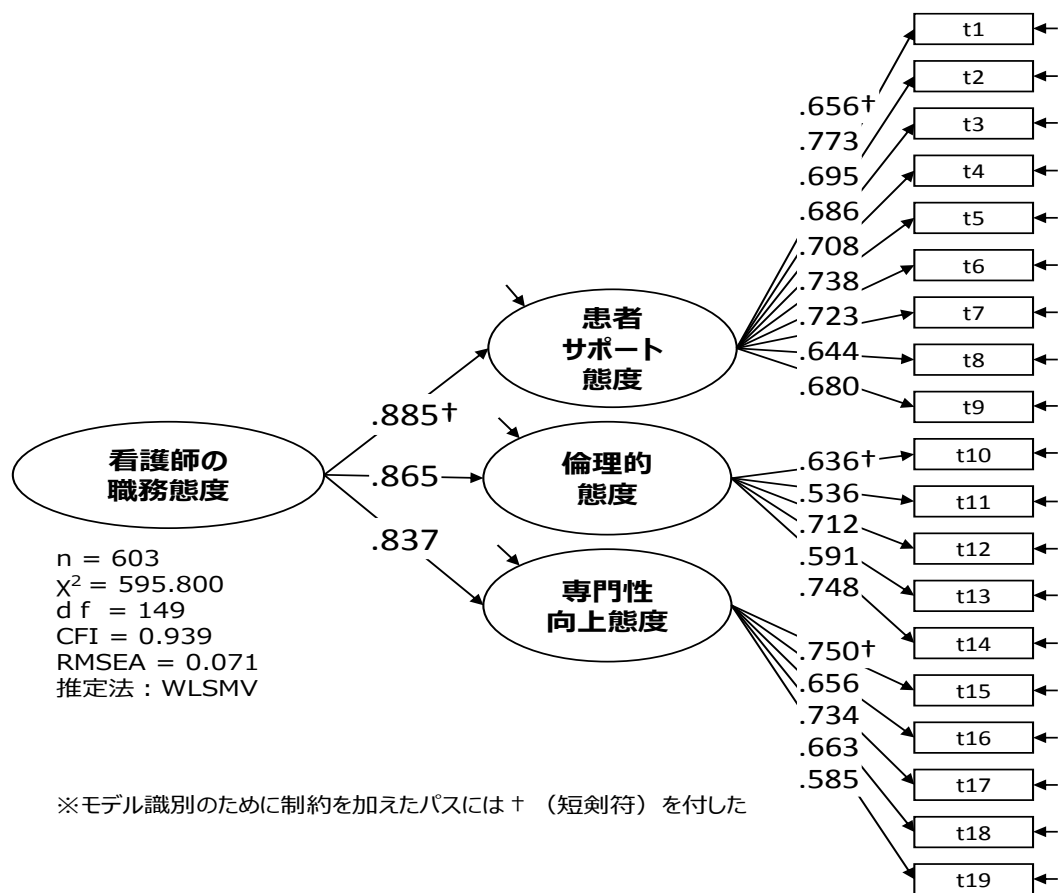 t1
t2
t3
t4
t5
t6
t7
t8
t9
t10
t11
t12
t13
t14
t15
t16
t17
t18
t19
.656†
.773
.695
.686
.708
.738
.723
.644
.680
.636†
.536
.712
.591
.748
.750†
.656
.734
.663
.585
患者
サポート
態度
倫理的
態度
専門性
向上態度
.885†
.865
.837
看護師の
職務態度
n = 603
χ² = 595.800
d f = 149
CFI = 0.939
RMSEA = 0.071
推定法：WLSMV
※モデル識別のために制約を加えたパスには † （短剣符）を付した